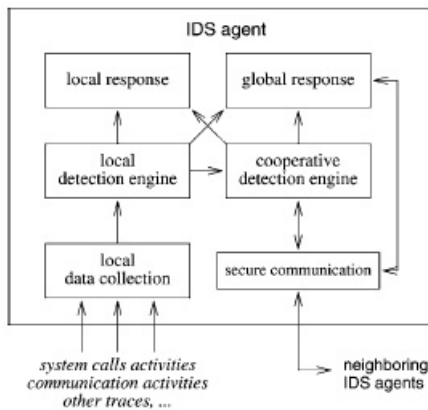 IDS agent
local response
global response
local
detection engine
cooperative
detection engine
local
data collection
secure communication
system calls activities
communication activities
other traces, ...
neighboring
IDS agents